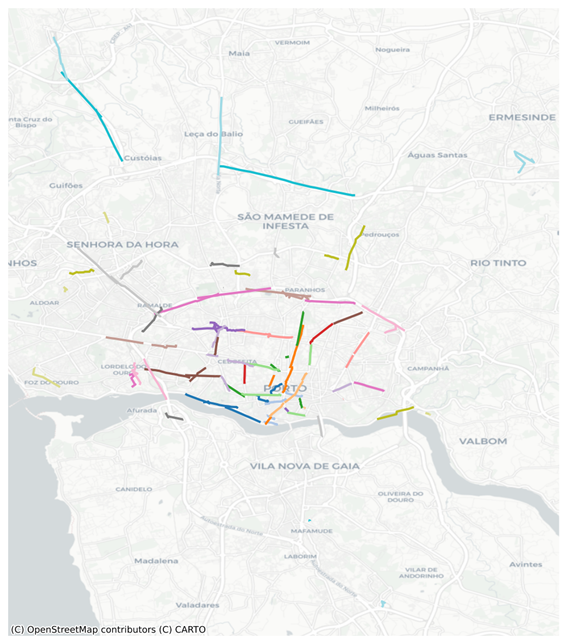 VERMOIM
Maia
Nogueira
Milheirós
ERMESINDE
nta Cruz do
Bispo
Leça do Balio
GUEIFÃES
Custóias
Águas Santas
Guifões
SÃO MAMEDE DE
INFESTA
Pedrouços
SENHORA DA HORA
NHOS
RIO TINTO
ALDOAR
RAMALDE
PARANHOS
LORDELO DO
OURO
CEDOFEITA
CAMPANHÃ
FOZ DO DOURO
PORTO
Afurada
VALBOM
VILA NOVA DE GAIA
CANIDELO
OLIVEIRA DO
DOURO
MAFAMUDE
Madalena
LABORIM
VILAR DE
ANDORINHO
Avintes
Valadares
(C) OpenStreetMap contributors (C) CARTO